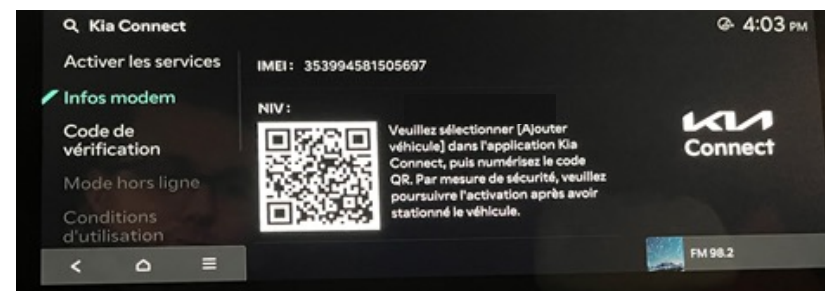 Kia Connect
4:03 PM
Activer les services
Infos modem
Code de
vérification
Mode hors ligne
Conditions
d'utilisation
IMEI: 353994581505697
NIV:
Veuillez sélectionner [Ajouter
véhicule] dans l'application Kia
Connect, puis numérisez le code
QR. Par mesure de sécurité, veuillez
poursuivre l'activation après avoir
stationné le véhicule.
KIA
Connect
FM 98.2